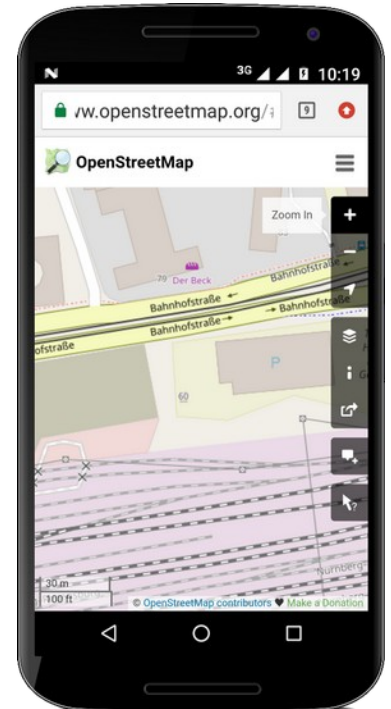 3G 10:19
ww.openstreetmap.org/
9
OpenStreetMap
Zoom In
79
Der Beck
Bahnhofstraße ←
Bahnhofstraße ←
→ Bahnhofstraße
Bahnhofstraße →
ofstraße
P
60
Nürnberg
30 m
100 ft
© OpenStreetMap contributors ♥ Make a Donation